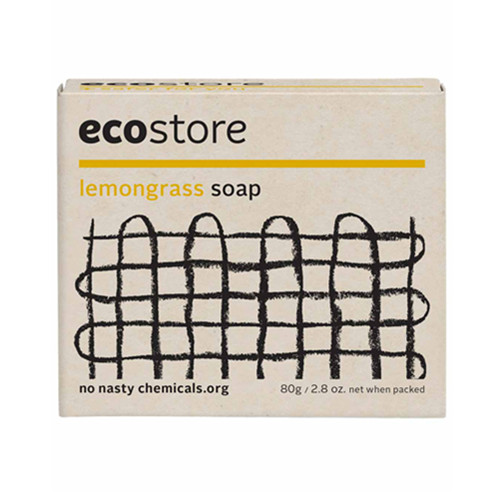 ecostore
lemongrass soap
no nasty chemicals.org
80g / 2.8 oz. net when packed